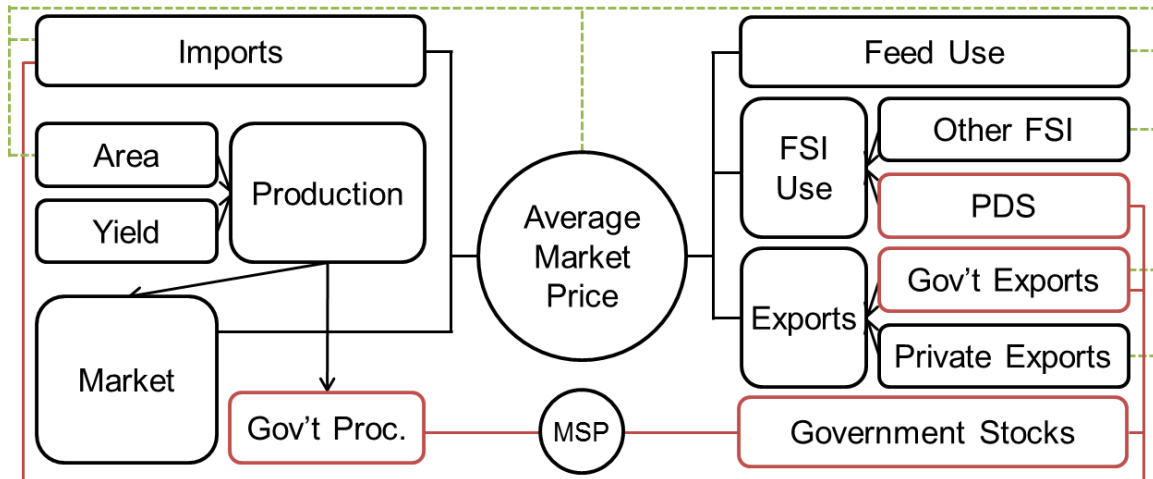 Imports
Area
Yield
Production
Market
Gov't Proc.
Average
Market
Price
MSP
Feed Use
FSI
Use
Other FSI
PDS
Exports
Gov't Exports
Private Exports
Government Stocks